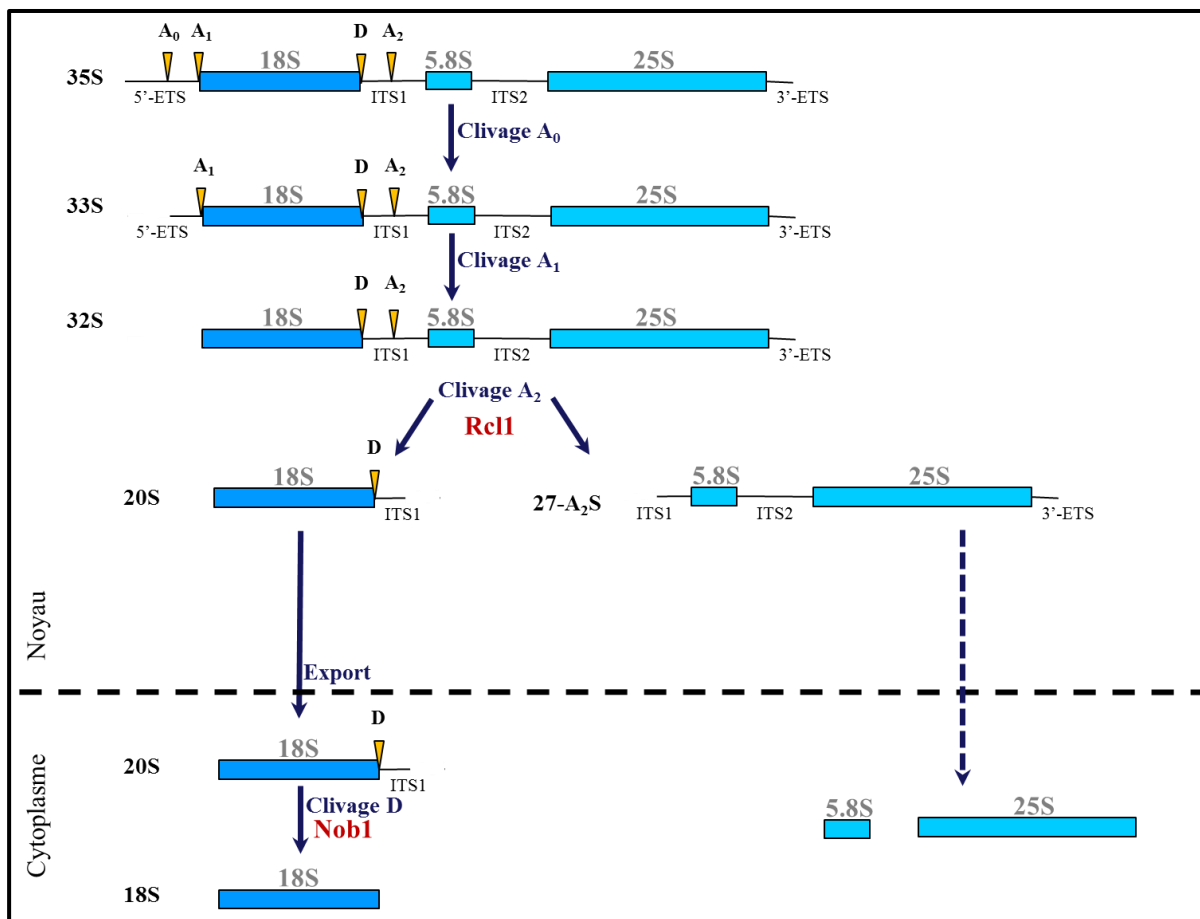 A₀ A₁ D A₂
18S 5.8S 25S
35S
5’-ETS ITS1 ITS2 3’-ETS
Clivage A₀
A₁ D A₂
18S 5.8S 25S
33S
5’-ETS ITS1 ITS2 3’-ETS
Clivage A₁
D A₂
18S 5.8S 25S
32S
ITS1 ITS2 3’-ETS
Clivage A₂
Rcl1
D
18S 5.8S 25S
20S 27-A₂S
ITS1 ITS1 ITS2 3’-ETS
Noyau
Export
D
18S
20S
ITS1
Clivage D
Nob1
5.8S 25S
Cytoplasme
18S
18S